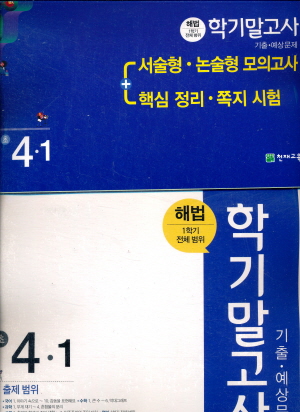 해법
1학기
전체 범위
학기말고사
기출·예상문제
서술형·논술형 모의고사
+
핵심 정리·쪽지 시험
초
4·1
천재교육
해법
1학기
전체 범위
학기말고사
기출·예상문
초
4·1
출제 범위